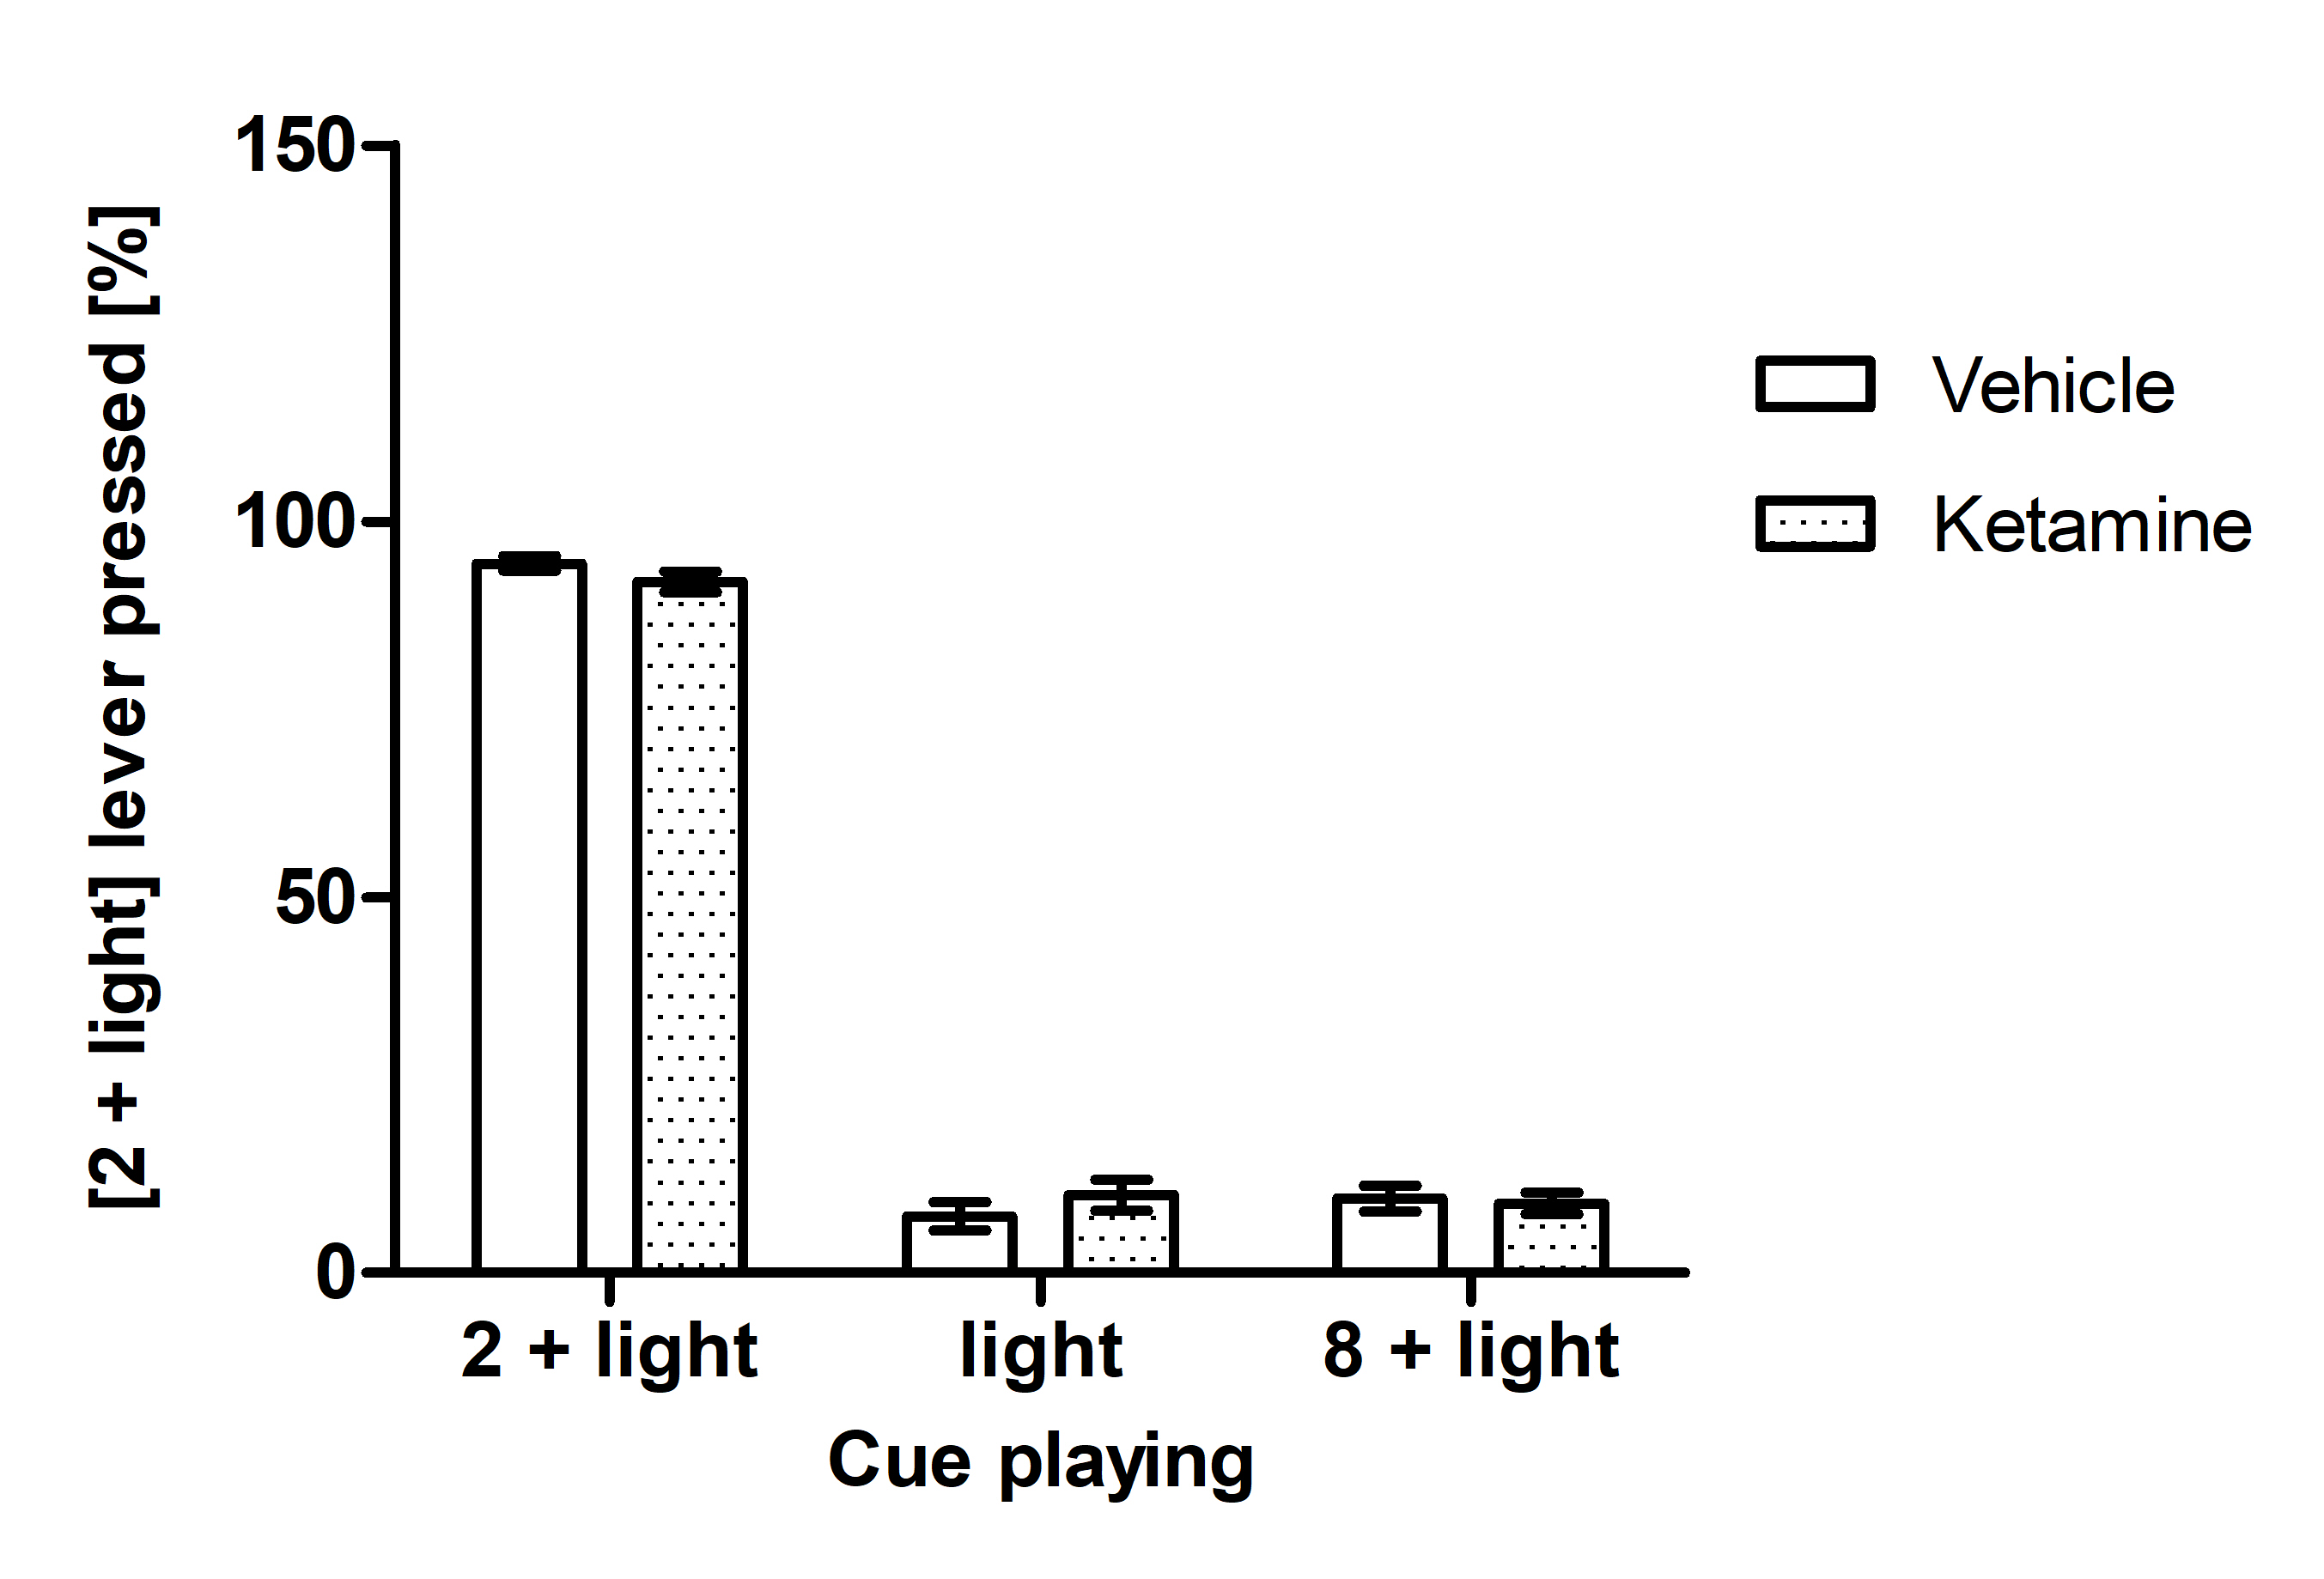 [2 + light] lever pressed [%]
150
100
50
0
2 + light
light
8 + light
Cue playing
Vehicle
Ketamine